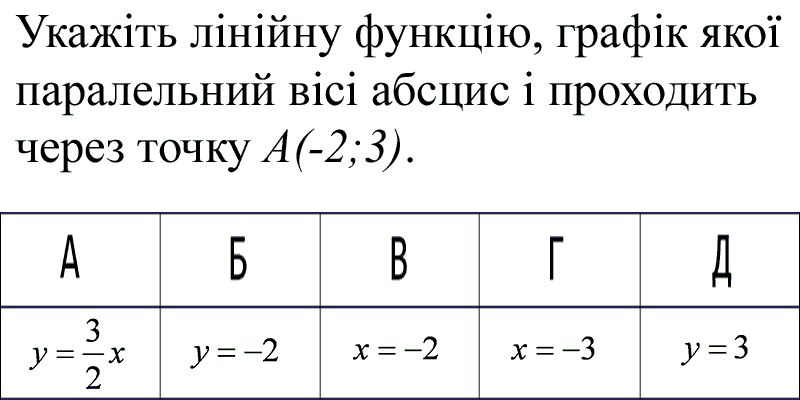 Укажіть лінійну функцію, графік якої
паралельний вісі абсцис і проходить
через точку A(-2;3).
А Б В Г Д
y = 3/2 x y = −2 x = −2 x = −3 y = 3